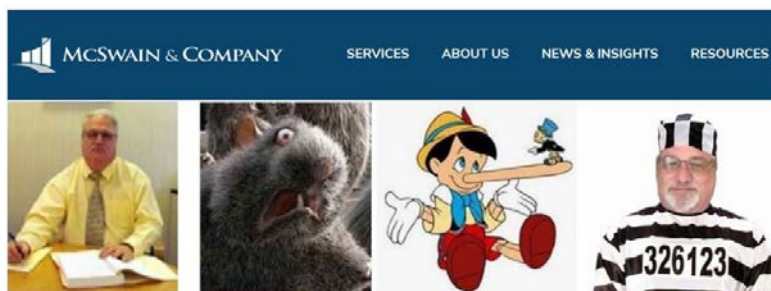 McSwain & Company SERVICES ABOUT US NEWS & INSIGHTS RESOURCES
326123